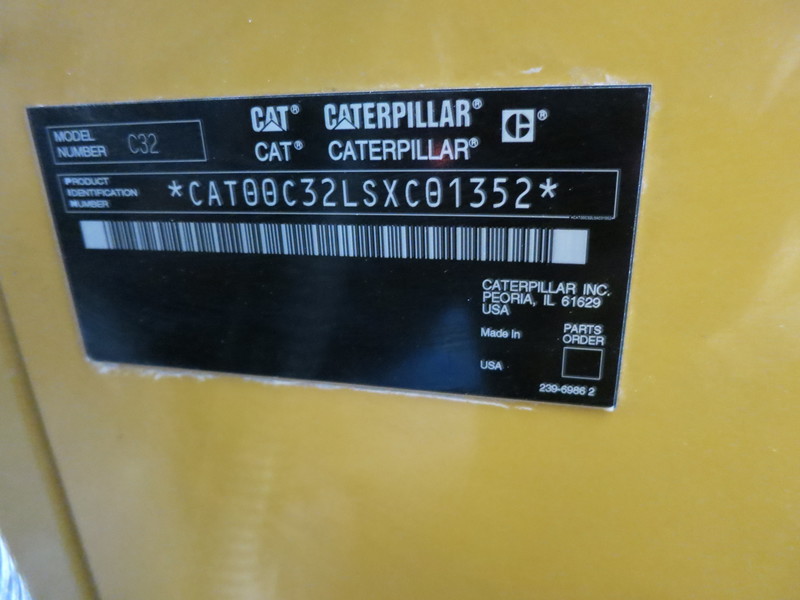 MODEL
NUMBER C32
CAT® CATERPILLAR® C®
CAT® CATERPILLAR®
PRODUCT
IDENTIFICATION
NUMBER
*CAT00C32LSXC01352*
CATERPILLAR INC.
PEORIA, IL 61629
USA
Made in
USA
PARTS
ORDER
239-6986 2